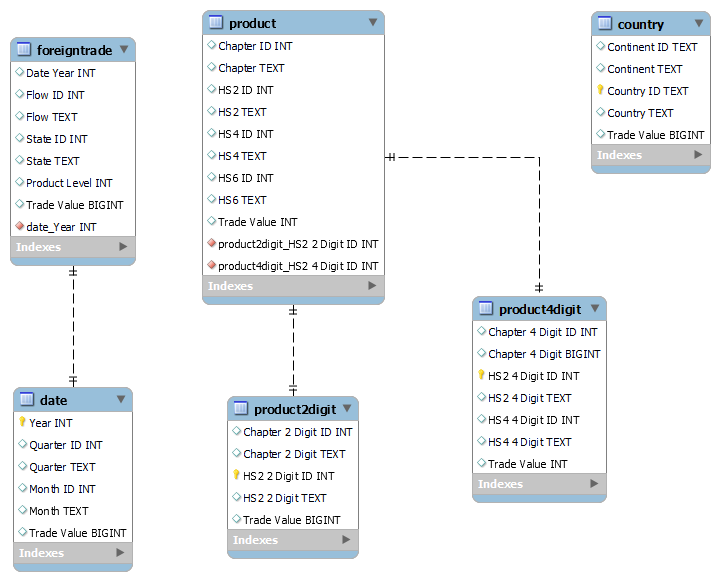 foreigntrade
Date Year INT
Flow ID INT
Flow TEXT
State ID INT
State TEXT
Product Level INT
Trade Value BIGINT
date_Year INT
Indexes
product
Chapter ID INT
Chapter TEXT
HS2 ID INT
HS2 TEXT
HS4 ID INT
HS4 TEXT
HS6 ID INT
HS6 TEXT
Trade Value INT
product2digit_HS2 2 Digit ID INT
product4digit_HS2 4 Digit ID INT
Indexes
country
Continent ID TEXT
Continent TEXT
Country ID TEXT
Country TEXT
Trade Value BIGINT
Indexes
date
Year INT
Quarter ID INT
Quarter TEXT
Month ID INT
Month TEXT
Trade Value BIGINT
Indexes
product2digit
Chapter 2 Digit ID INT
Chapter 2 Digit TEXT
HS2 2 Digit ID INT
HS2 2 Digit TEXT
Trade Value BIGINT
Indexes
product4digit
Chapter 4 Digit ID INT
Chapter 4 Digit BIGINT
HS2 4 Digit ID INT
HS2 4 Digit TEXT
HS4 4 Digit ID INT
HS4 4 Digit TEXT
Trade Value INT
Indexes